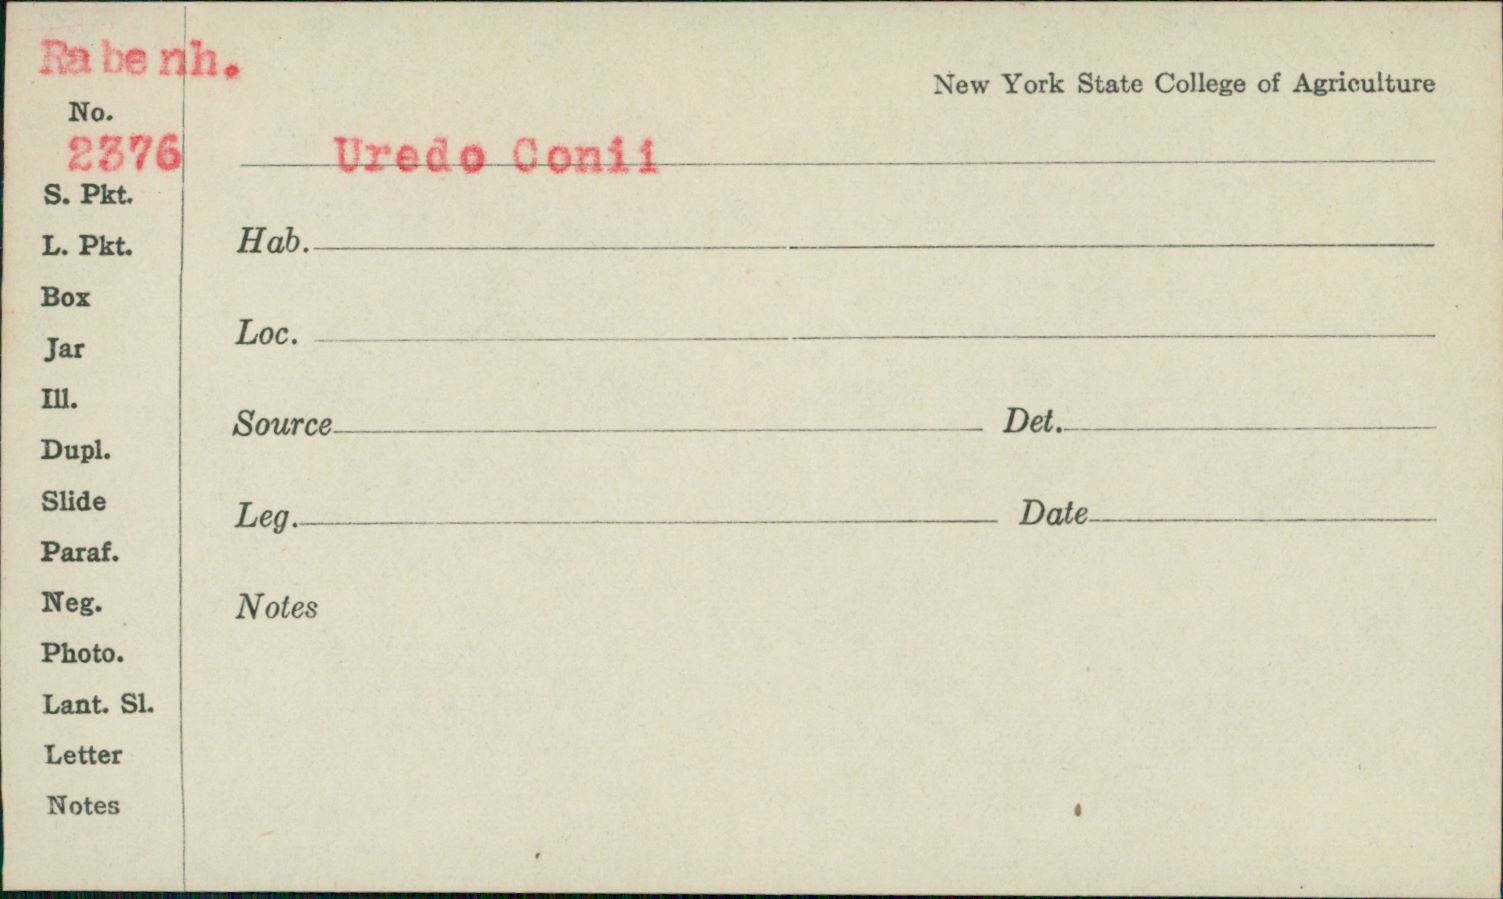 Rabenh.
New York State College of Agriculture
No.
2376 Uredo Conii
S. Pkt.
L. Pkt.
Hab.
Box
Jar
Loc.
Ill.
Source Det.
Dupl.
Slide
Leg. Date
Paraf.
Neg.
Notes
Photo.
Lant. Sl.
Letter
Notes